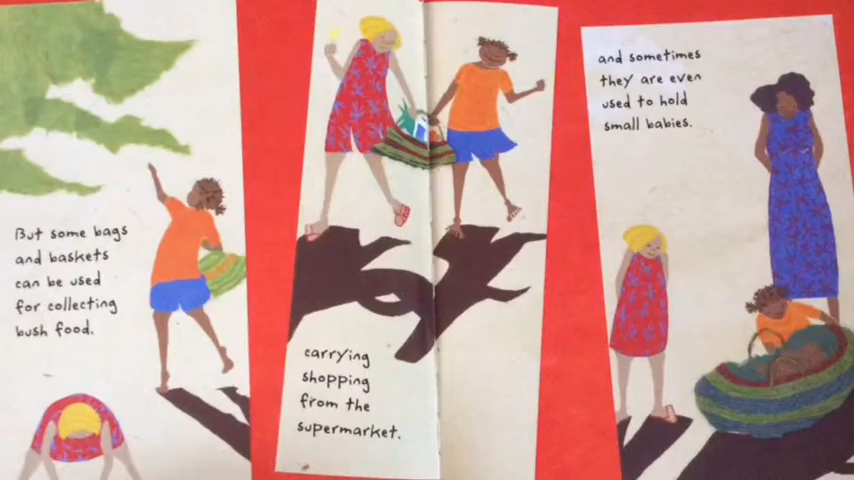 But some bags
and baskets
can be used
for collecting
bush food.
carrying
shopping
from the
supermarket.
and sometimes
they are even
used to hold
small babies.